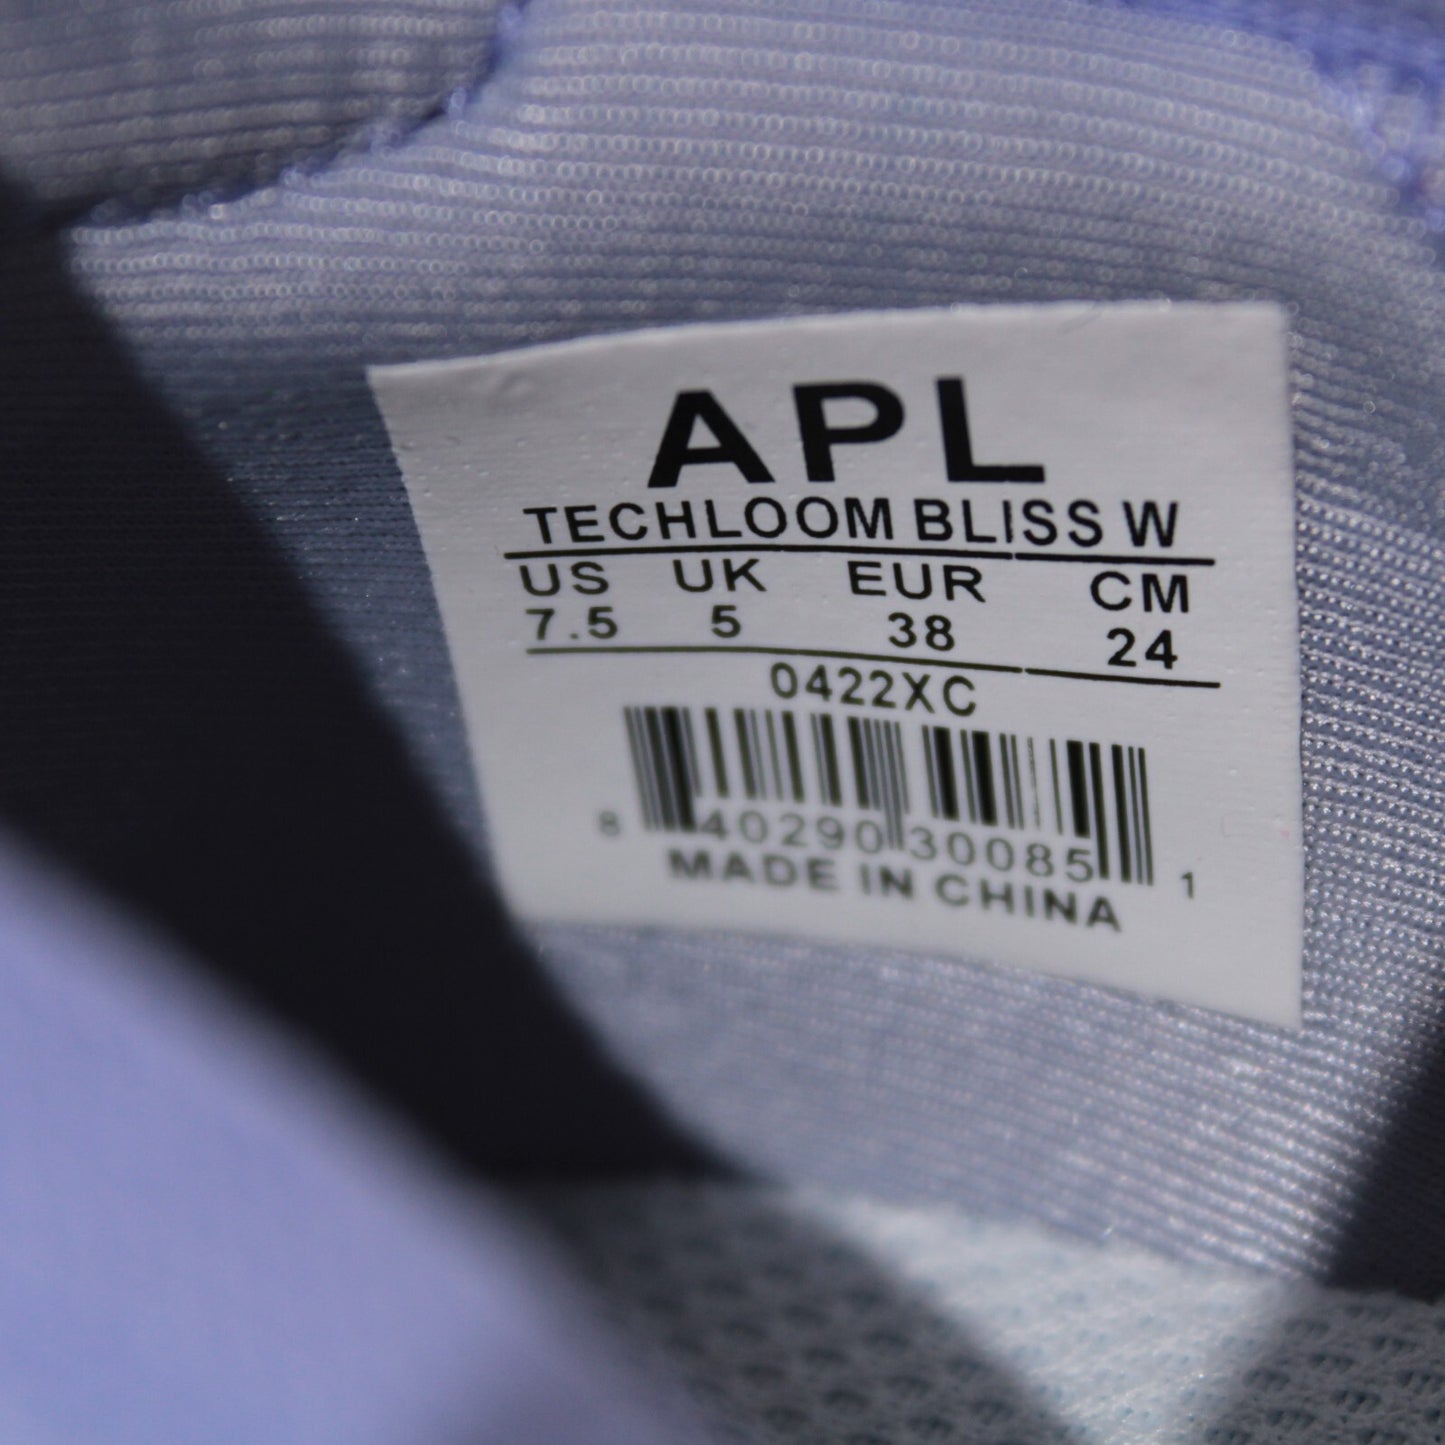 APL
TECHLOOM BLISS W
US UK EUR CM
7.5 5 38 24
0422XC
8 40290 30085 1
MADE IN CHINA